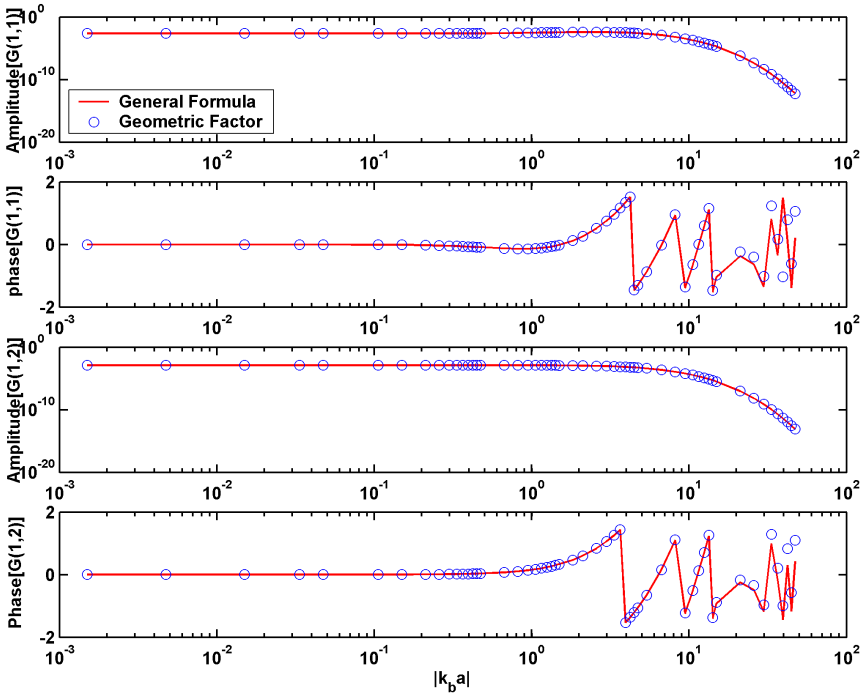 Amplitude[G(1,1)]
10^0
10^-10
10^-20
General Formula
Geometric Factor
10^-3 10^-1 10^0 10^1 10^2
phase[G(1,1)]
2
0
-2
10^-3 10^-2 10^-1 10^0 10^1 10^2
Amplitude[G(1,2)]
10^0
10^-10
10^-20
10^-3 10^-2 10^-1 10^0 10^1 10^2
Phase[G(1,2)]
2
0
-2
10^-3 10^-2 10^-1 10^0 10^1 10^2
|k_b a|